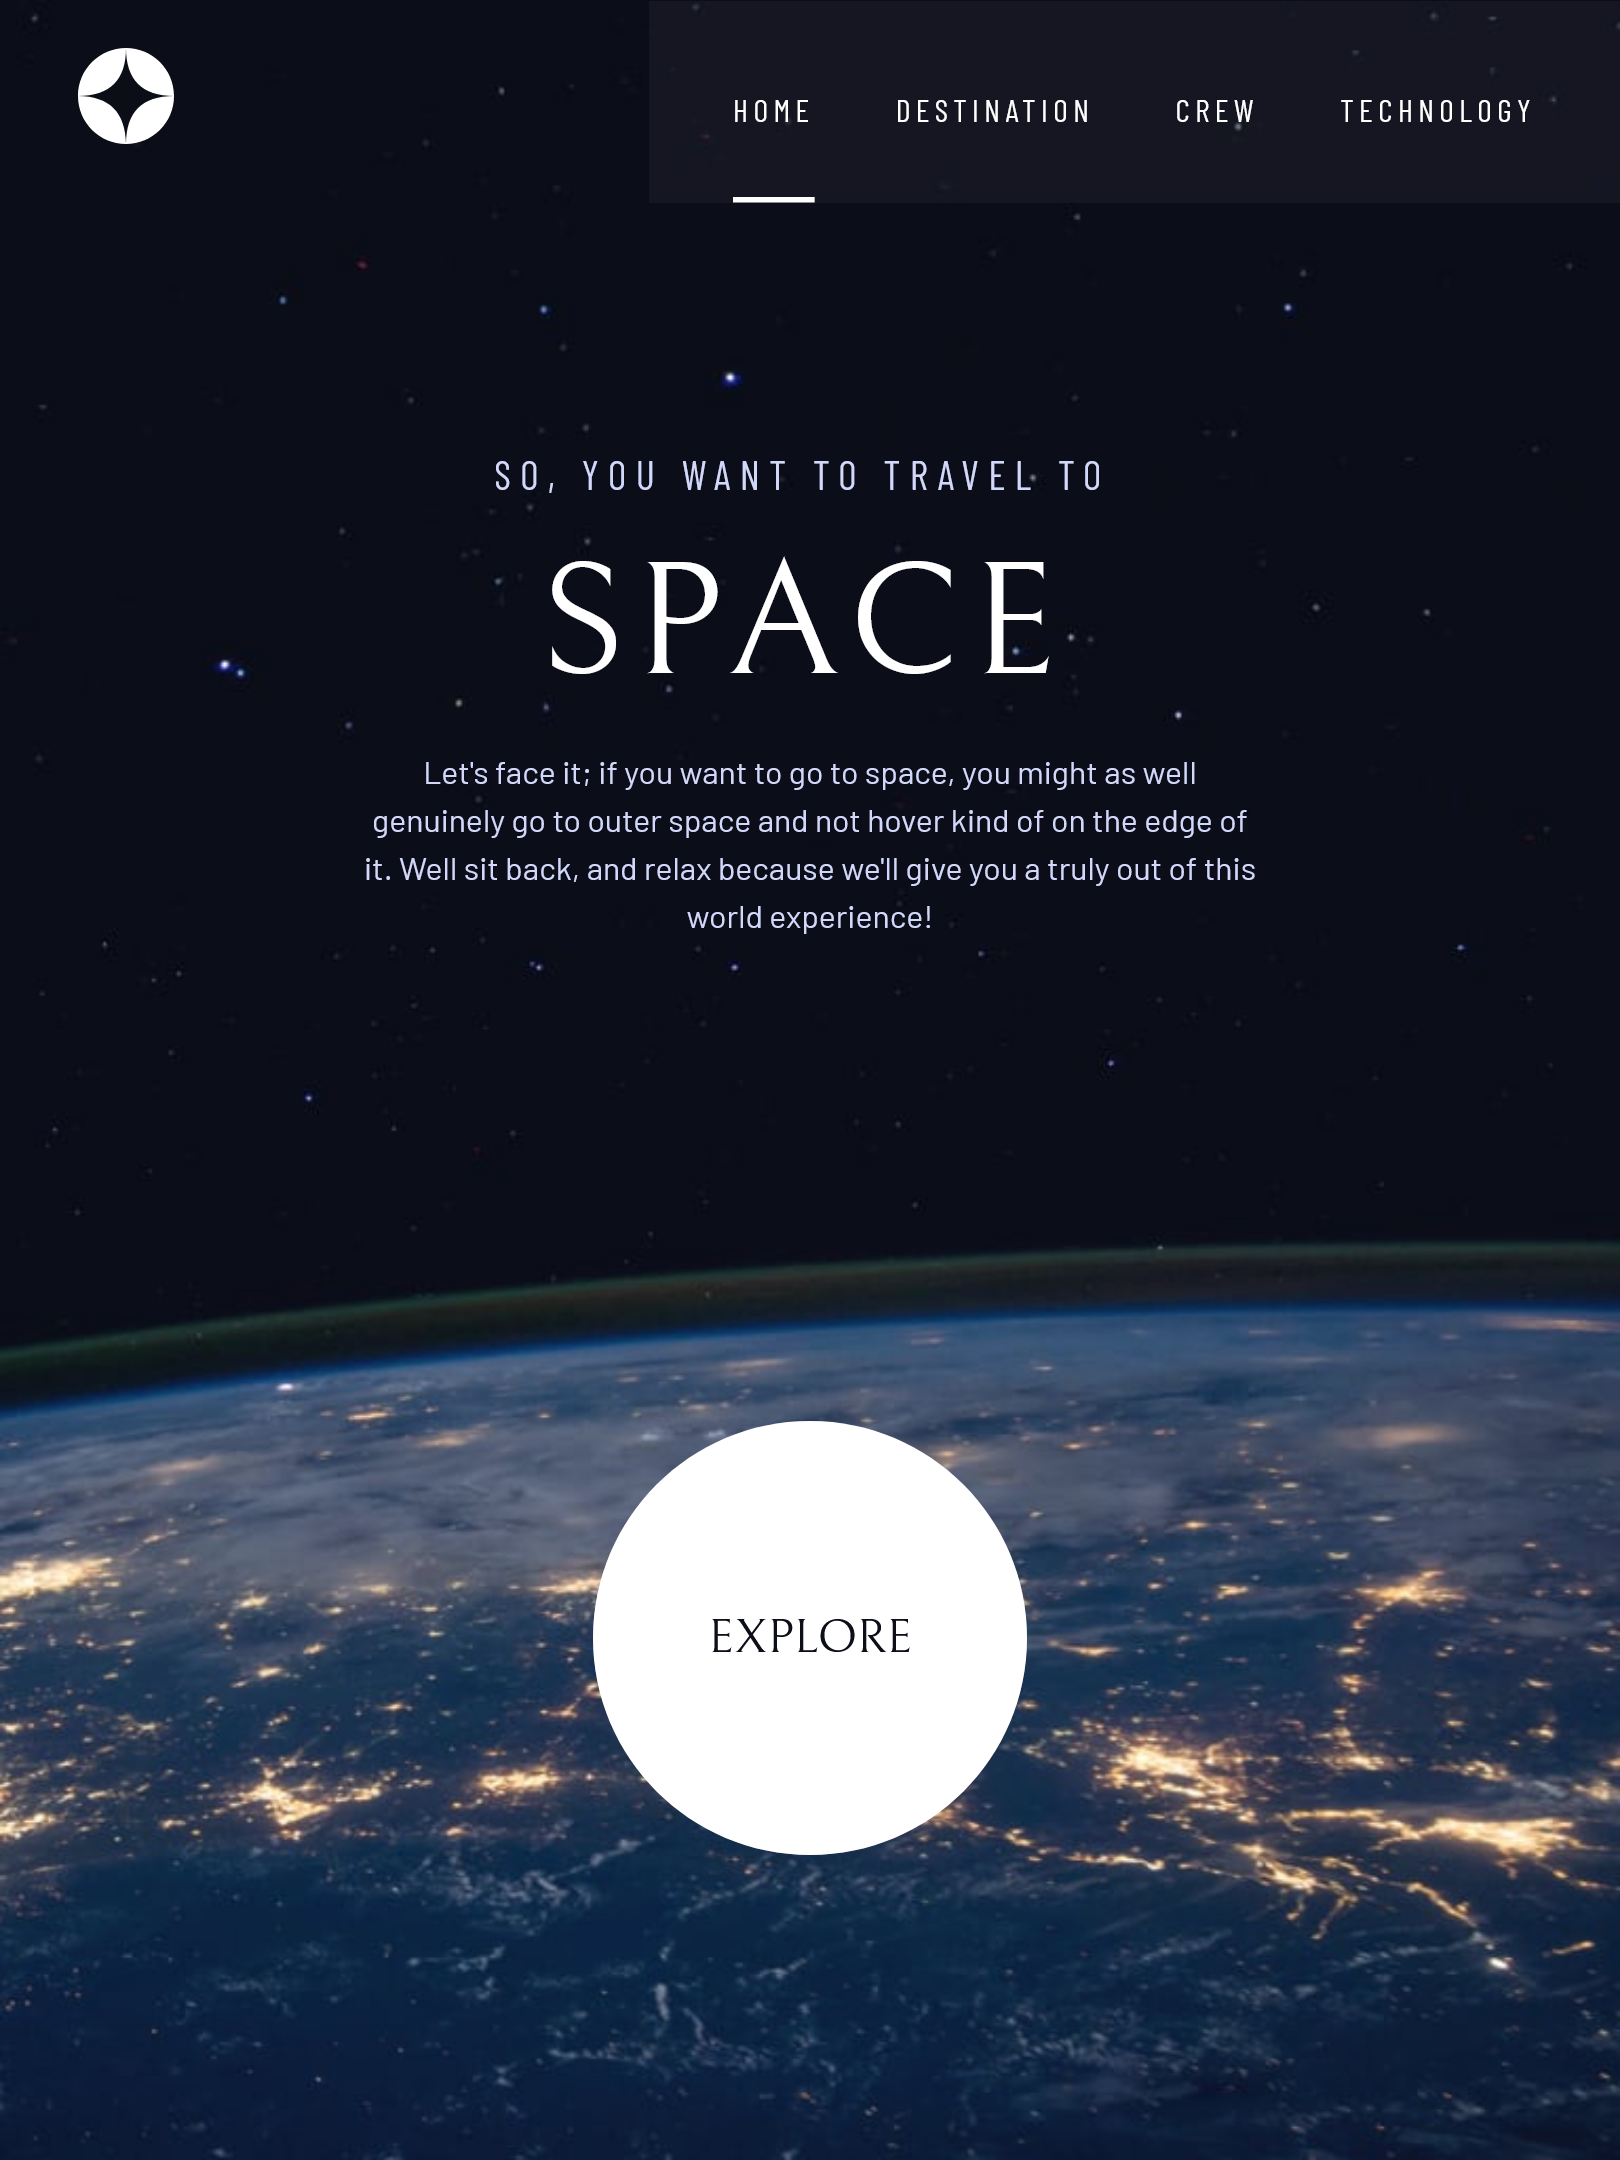 HOME DESTINATION CREW TECHNOLOGY
SO, YOU WANT TO TRAVEL TO
SPACE
Let's face it; if you want to go to space, you might as well
genuinely go to outer space and not hover kind of on the edge of
it. Well sit back, and relax because we'll give you a truly out of this
world experience!
EXPLORE